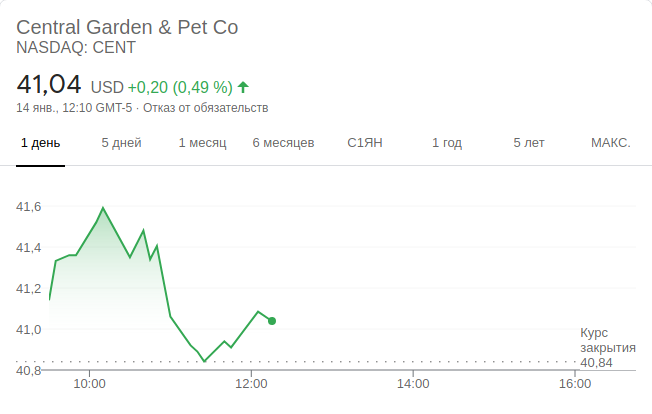 Central Garden & Pet Co
NASDAQ: CENT
41,04 USD +0,20 (0,49 %)
14 янв., 12:10 GMT-5 · Отказ от обязательств
1 день 5 дней 1 месяц 6 месяцев С1ЯН 1 год 5 лет МАКС.
41,6
41,4
41,2
41,0
40,8
Курс
закрытия
40,84
10:00 12:00 14:00 16:00